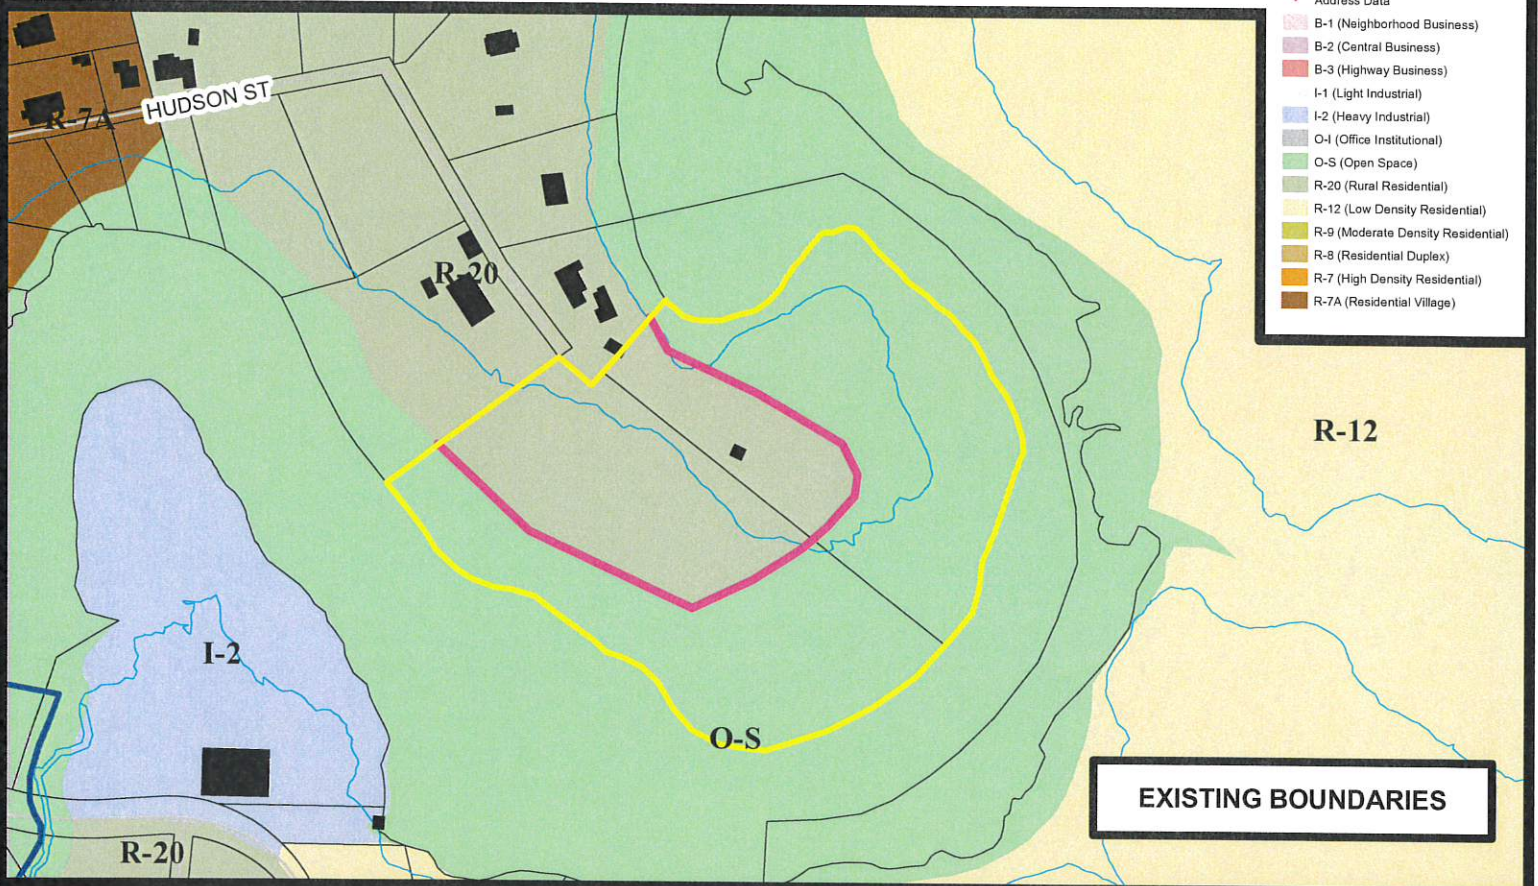 Address Data
B-1 (Neighborhood Business)
B-2 (Central Business)
B-3 (Highway Business)
I-1 (Light Industrial)
I-2 (Heavy Industrial)
O-I (Office Institutional)
O-S (Open Space)
R-20 (Rural Residential)
R-12 (Low Density Residential)
R-9 (Moderate Density Residential)
R-8 (Residential Duplex)
R-7 (High Density Residential)
R-7A (Residential Village)
HUDSON ST
R-7A
R-20
R-12
I-2
O-S
EXISTING BOUNDARIES
R-20